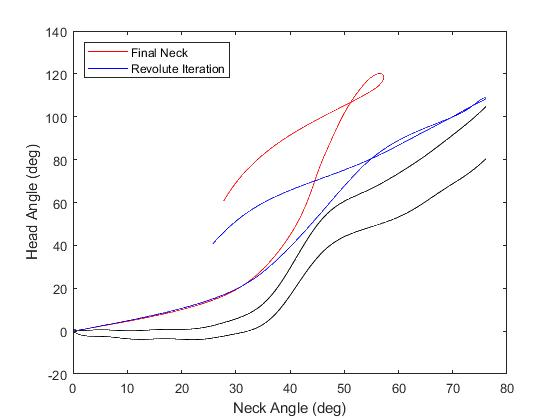 140
120
100
80
60
40
20
0
-20
Head Angle (deg)
Final Neck
Revolute Iteration
0 10 20 30 40 50 60 70 80
Neck Angle (deg)